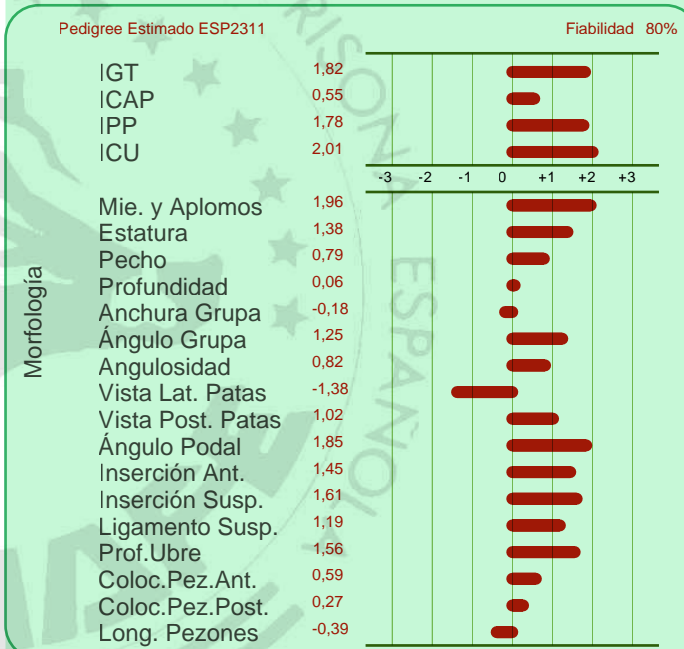 Pedigree Estimado ESP2311 Fiabilidad 80%
IGT 1,82
ICAP 0,55
IPP 1,78
ICU 2,01
-3 -2 -1 0 +1 +2 +3
Morfología
Mie. y Aplomos 1,96
Estatura 1,38
Pecho 0,79
Profundidad 0,06
Anchura Grupa -0,18
Ángulo Grupa 1,25
Angulosidad 0,82
Vista Lat. Patas -1,38
Vista Post. Patas 1,02
Ángulo Podal 1,85
Inserción Ant. 1,45
Inserción Susp. 1,61
Ligamento Susp. 1,19
Prof.Ubre 1,56
Coloc.Pez.Ant. 0,59
Coloc.Pez.Post. 0,27
Long. Pezones -0,39
RISONA ESPAÑOLA